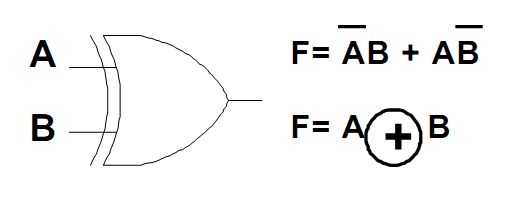 A
B
F= A̅B + AB̅
F= A ⊕ B